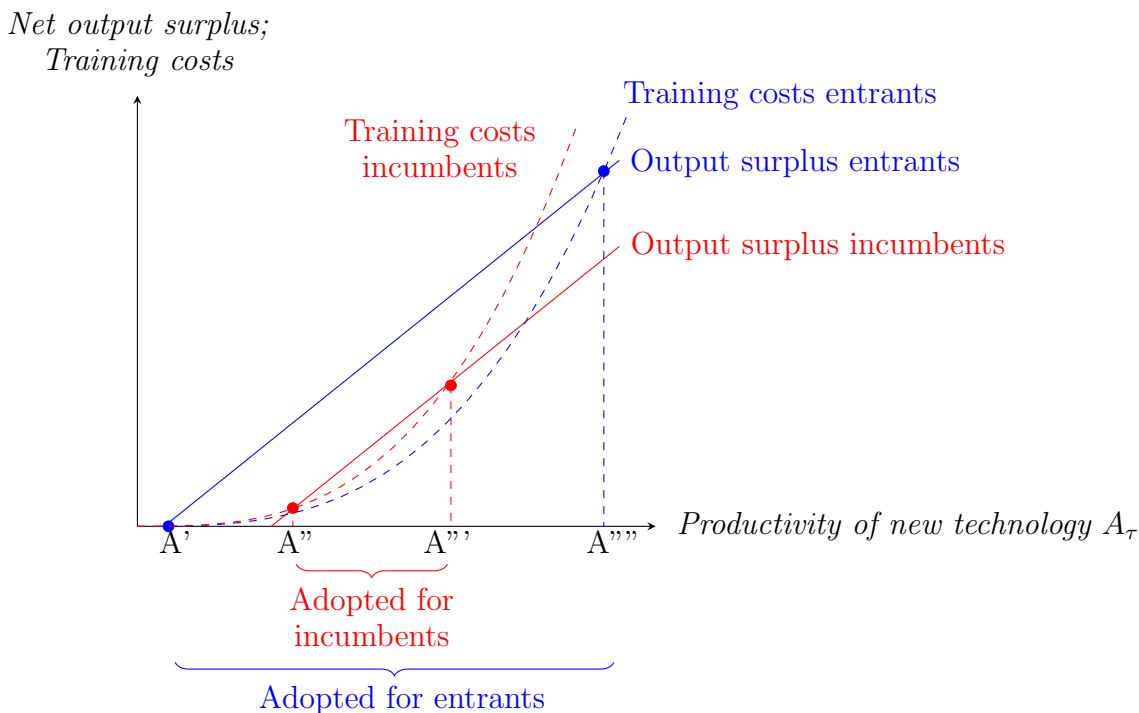 Net output surplus;
Training costs
Training costs entrants
Training costs
incumbents
Output surplus entrants
Output surplus incumbents
Productivity of new technology Aτ
A'
A"
A"'
A""
Adopted for
incumbents
Adopted for entrants